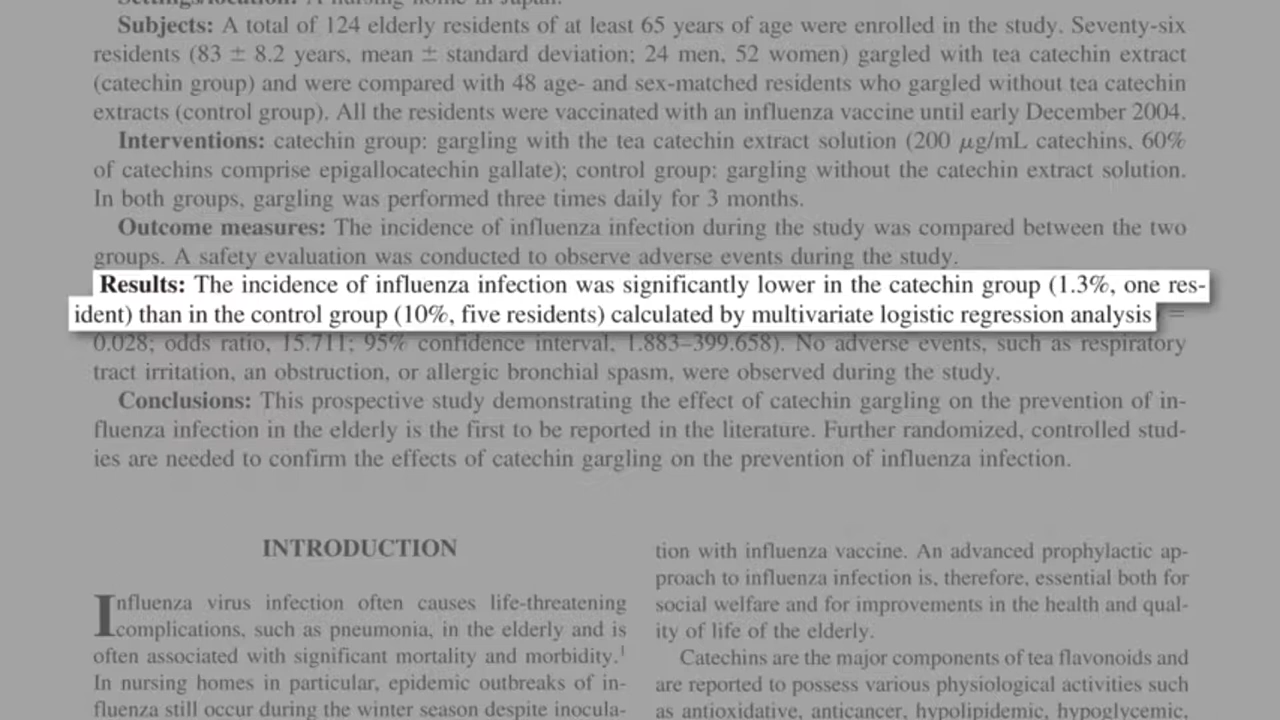 Settings/location: A nursing home in Japan.
Subjects: A total of 124 elderly residents of at least 65 years of age were enrolled in the study. Seventy-six
residents (83 ± 8.2 years, mean ± standard deviation; 24 men, 52 women) gargled with tea catechin extract
(catechin group) and were compared with 48 age- and sex-matched residents who gargled without tea catechin
extracts (control group). All the residents were vaccinated with an influenza vaccine until early December 2004.
Interventions: catechin group: gargling with the tea catechin extract solution (200 μg/mL catechins, 60%
of catechins comprise epigallocatechin gallate); control group: gargling without the catechin extract solution.
In both groups, gargling was performed three times daily for 3 months.
Outcome measures: The incidence of influenza infection during the study was compared between the two
groups. A safety evaluation was conducted to observe adverse events during the study.
Results: The incidence of influenza infection was significantly lower in the catechin group (1.3%, one res-
ident) than in the control group (10%, five residents) calculated by multivariate logistic regression analysis =
0.028; odds ratio, 15.711; 95% confidence interval, 1.883–399.658). No adverse events, such as respiratory
tract irritation, an obstruction, or allergic bronchial spasm, were observed during the study.
Conclusions: This prospective study demonstrating the effect of catechin gargling on the prevention of in-
fluenza infection in the elderly is the first to be reported in the literature. Further randomized, controlled stud-
ies are needed to confirm the effects of catechin gargling on the prevention of influenza infection.
INTRODUCTION
Influenza virus infection often causes life-threatening
complications, such as pneumonia, in the elderly and is
often associated with significant mortality and morbidity.1
In nursing homes in particular, epidemic outbreaks of in-
fluenza still occur during the winter season despite inocula-
tion with influenza vaccine. An advanced prophylactic ap-
proach to influenza infection is, therefore, essential both for
social welfare and for improvements in the health and qual-
ity of life of the elderly.
Catechins are the major components of tea flavonoids and
are reported to possess various physiological activities such
as antioxidative, anticancer, hypolipidemic, hypoglycemic,